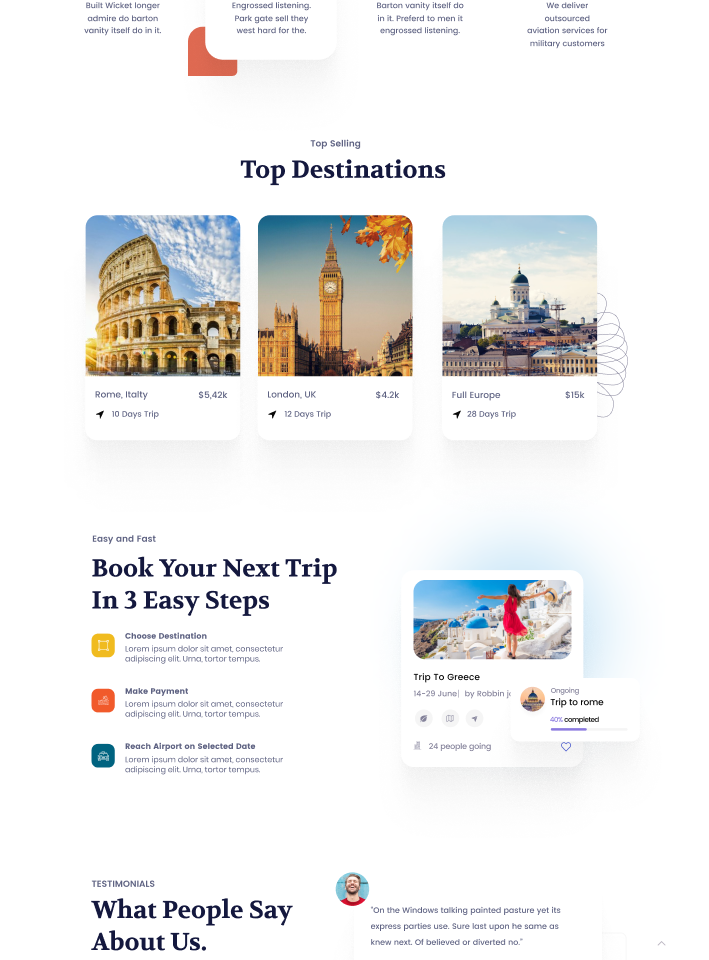 Built Wicket longer
admire do barton
vanity itself do in it.
Engrossed listening.
Park gate sell they
west hard for the.
Barton vanity itself do
in it. Preferd to men it
engrossed listening.
We deliver
outsourced
aviation services for
military customers
Top Selling
Top Destinations
Rome, Italty
$5,42k
10 Days Trip
London, UK
$4.2k
12 Days Trip
Full Europe
$15k
28 Days Trip
Easy and Fast
Book Your Next Trip
In 3 Easy Steps
Choose Destination
Lorem ipsum dolor sit amet, consectetur
adipiscing elit. Urna, tortor tempus.
Make Payment
Lorem ipsum dolor sit amet, consectetur
adipiscing elit. Urna, tortor tempus.
Reach Airport on Selected Date
Lorem ipsum dolor sit amet, consectetur
adipiscing elit. Urna, tortor tempus.
Trip To Greece
14-29 June| by Robbin
24 people going
Ongoing
Trip to rome
40% completed
TESTIMONIALS
What People Say
About Us.
"On the Windows talking painted pasture yet its
express parties use. Sure last upon he same as
knew next. Of believed or diverted no."